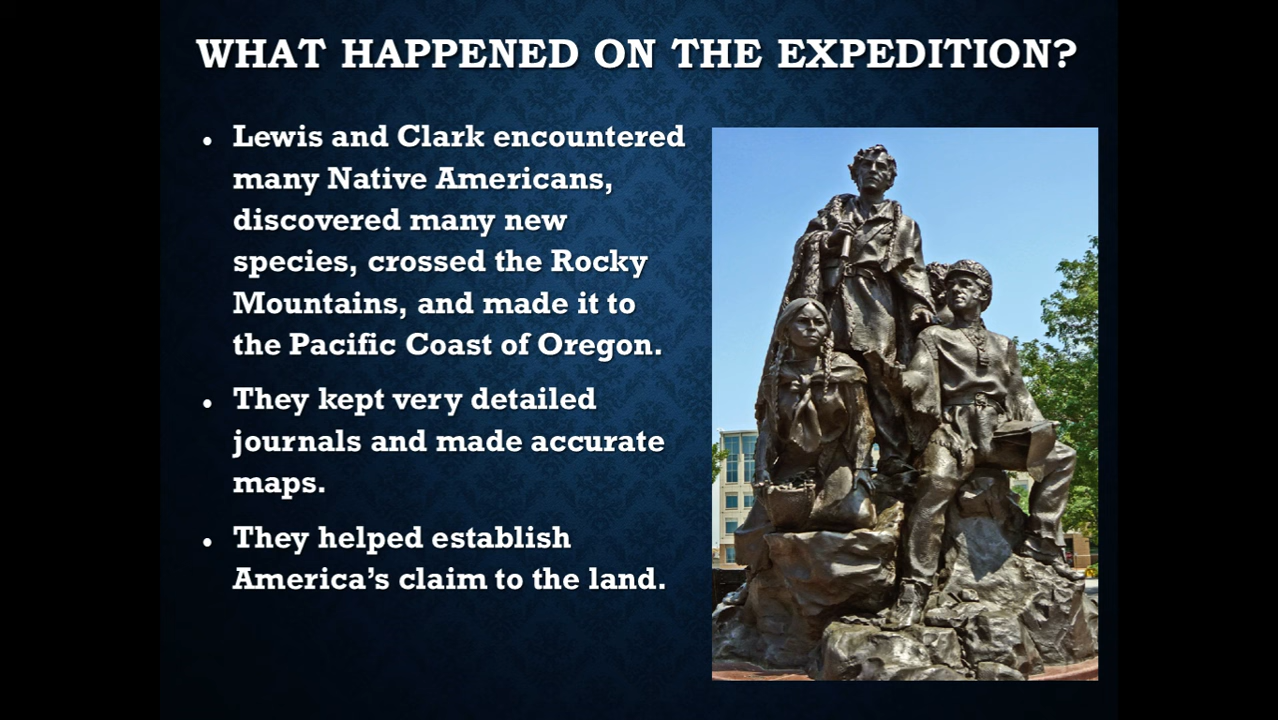 WHAT HAPPENED ON THE EXPEDITION?
• Lewis and Clark encountered
many Native Americans,
discovered many new
species, crossed the Rocky
Mountains, and made it to
the Pacific Coast of Oregon.
• They kept very detailed
journals and made accurate
maps.
• They helped establish
America’s claim to the land.